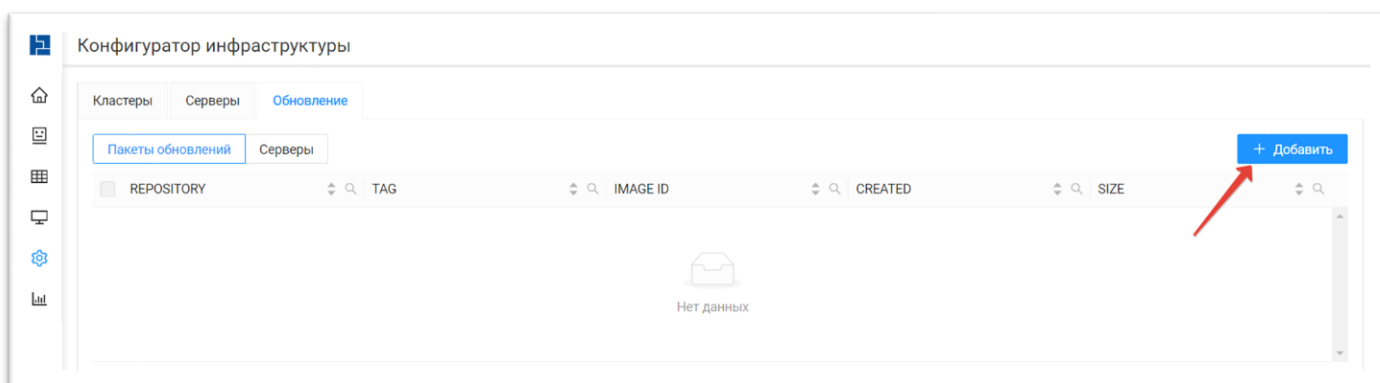 Конфигуратор инфраструктуры
Кластеры Серверы Обновление
Пакеты обновлений Серверы + Добавить
REPOSITORY TAG IMAGE ID CREATED SIZE
Нет данных